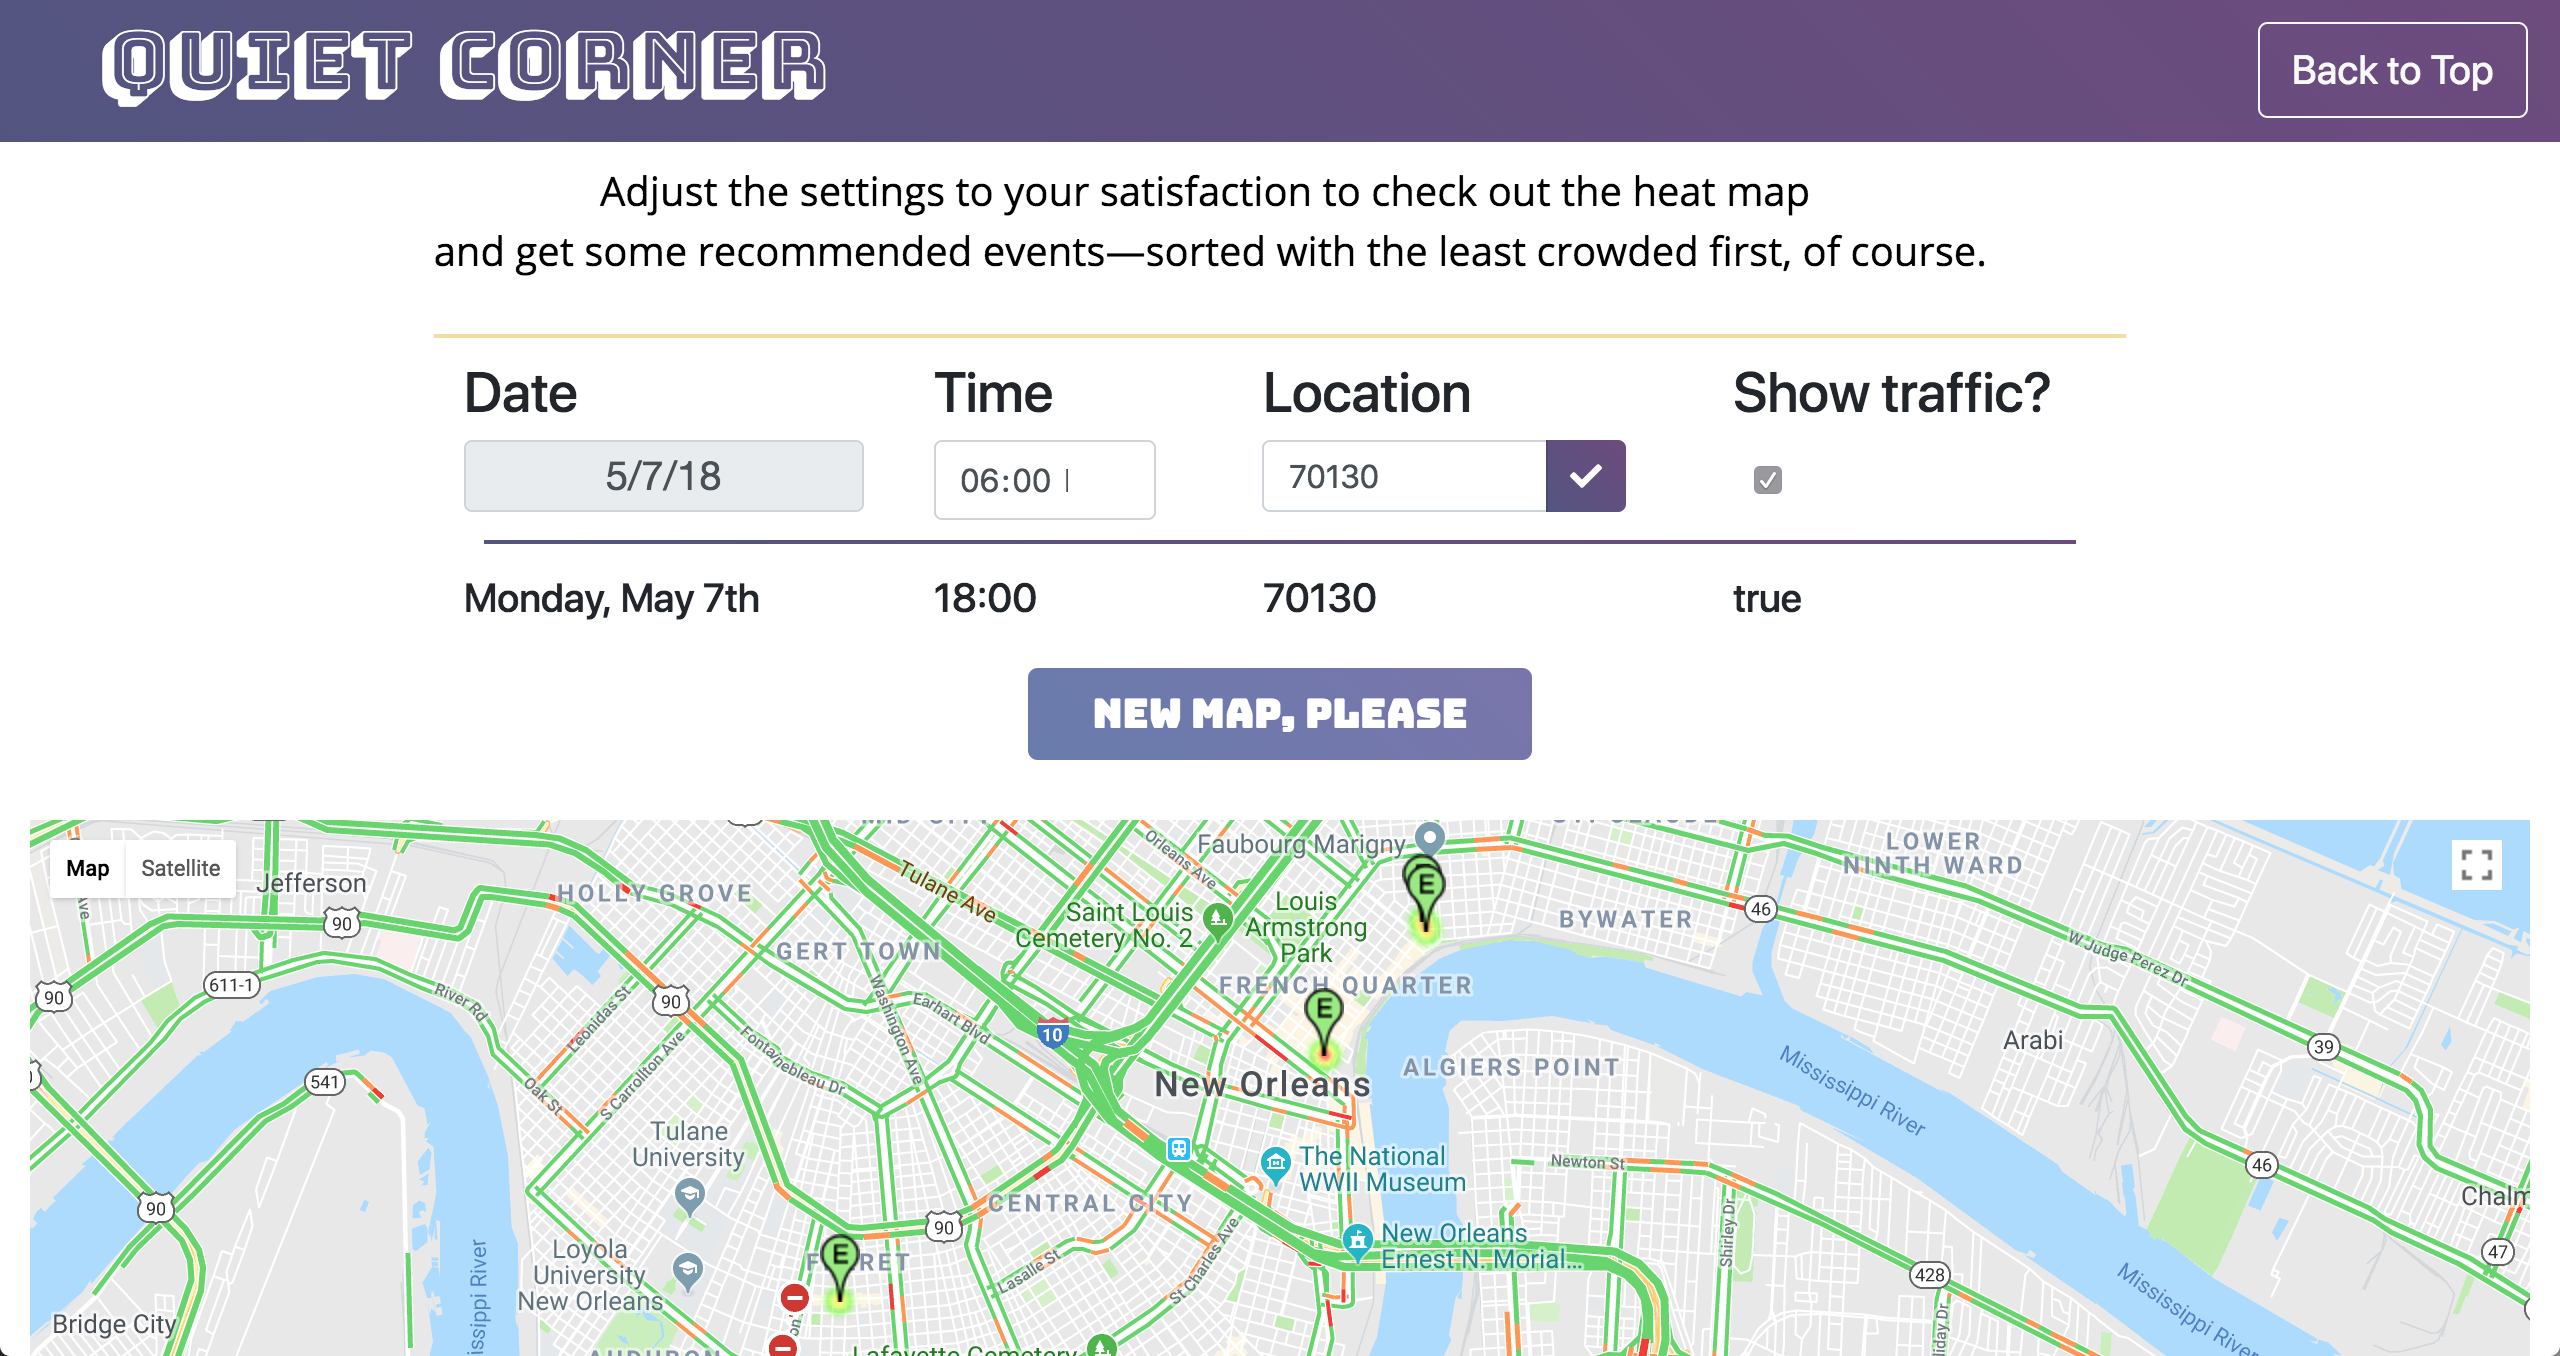 QUIET CORNER
Back to Top
Adjust the settings to your satisfaction to check out the heat map
and get some recommended events—sorted with the least crowded first, of course.
Date
Time
Location
Show traffic?
5/7/18
06:00
70130
Monday, May 7th
18:00
70130
true
NEW MAP, PLEASE
Map
Satellite
Jefferson
90
HOLLY GROVE
Tulane Ave
Orleans Ave
Faubourg Marigny
LOWER
NINTH WARD
Saint Louis
Cemetery No. 2
Louis
Armstrong
Park
E
BYWATER
46
W Judge Perez Dr
GERT TOWN
FRENCH QUARTER
90
611-1
River Rd
Leonidas St
90
Washington Ave
Earhart Blvd
10
E
Arabi
39
541
Oak St
S Carrollton Ave
Fontainebleau Dr
New Orleans
ALGIERS POINT
Mississippi River
Tulane
University
The National
WWII Museum
Newton St
46
Chalm
90
CENTRAL CITY
90
Shirley Dr
New Orleans
Ernest N. Morial...
47
Loyola
University
New Orleans
E
Lasalle St
St Charles Ave
428
Mississippi River
Bridge City
Lafayette Cemetery